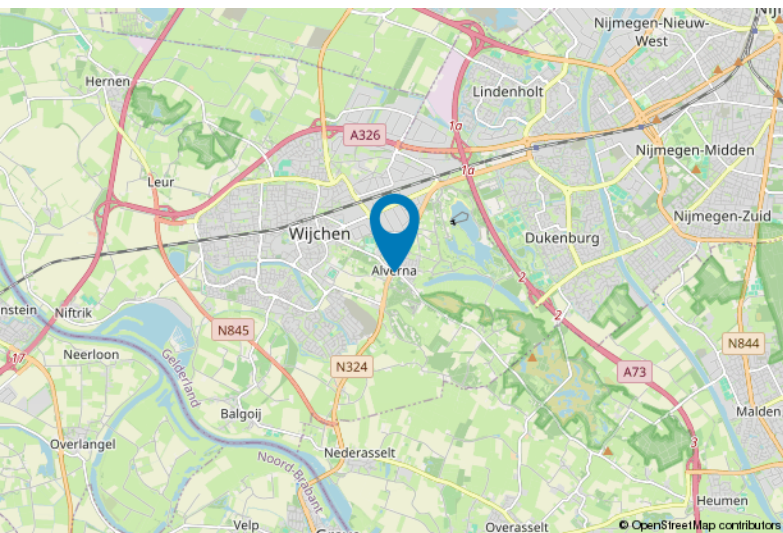 Nijmegen-Nieuw-
West
Hernen
Lindenholt
1a
A326
Nijmegen-Midden
1a
Leur
Nijmegen-Zuid
Wijchen
Dukenburg
Alverna
2
Niftrik
2
N845
N844
17
Neerloon
Gelderland
N324
A73
Balgoij
Malden
Overlangel
3
Nederasselt
Noord-Brabant
Heumen
Velp
Overasselt
© OpenStreetMap contributors